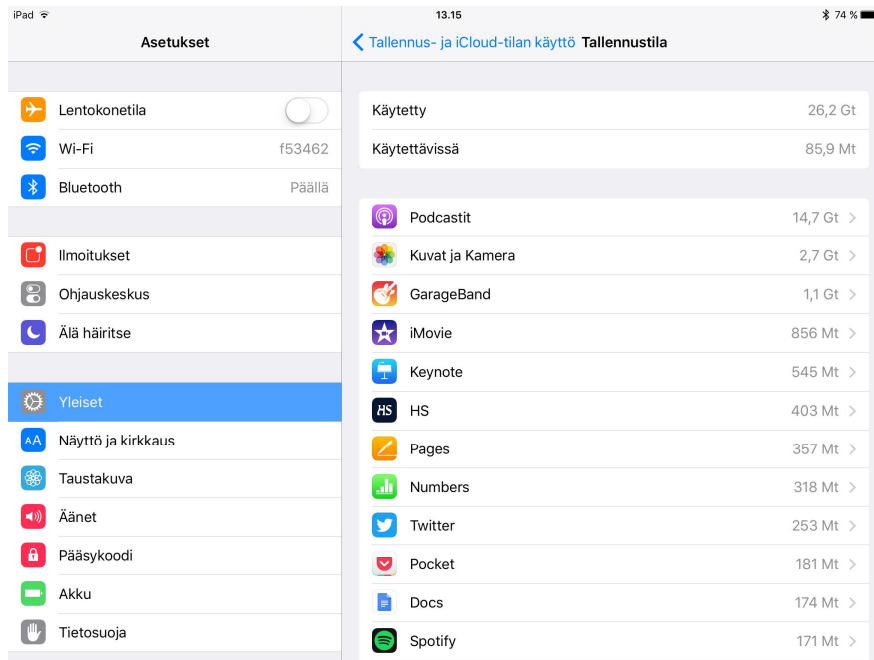 iPad 13.15 74 %
Asetukset
Tallennus- ja iCloud-tilan käyttö Tallennustila
Lentokonetila
Wi-Fi f53462
Bluetooth Päällä
Ilmoitukset
Ohjauskeskus
Älä häiritse
Yleiset
Näyttö ja kirkkaus
Taustakuva
Äänet
Pääsykoodi
Akku
Tietosuoja
Käytetty 26,2 Gt
Käytettävissä 85,9 Mt
Podcastit 14,7 Gt
Kuvat ja Kamera 2,7 Gt
GarageBand 1,1 Gt
iMovie 856 Mt
Keynote 545 Mt
HS HS 403 Mt
Pages 357 Mt
Numbers 318 Mt
Twitter 253 Mt
Pocket 181 Mt
Docs 174 Mt
Spotify 171 Mt